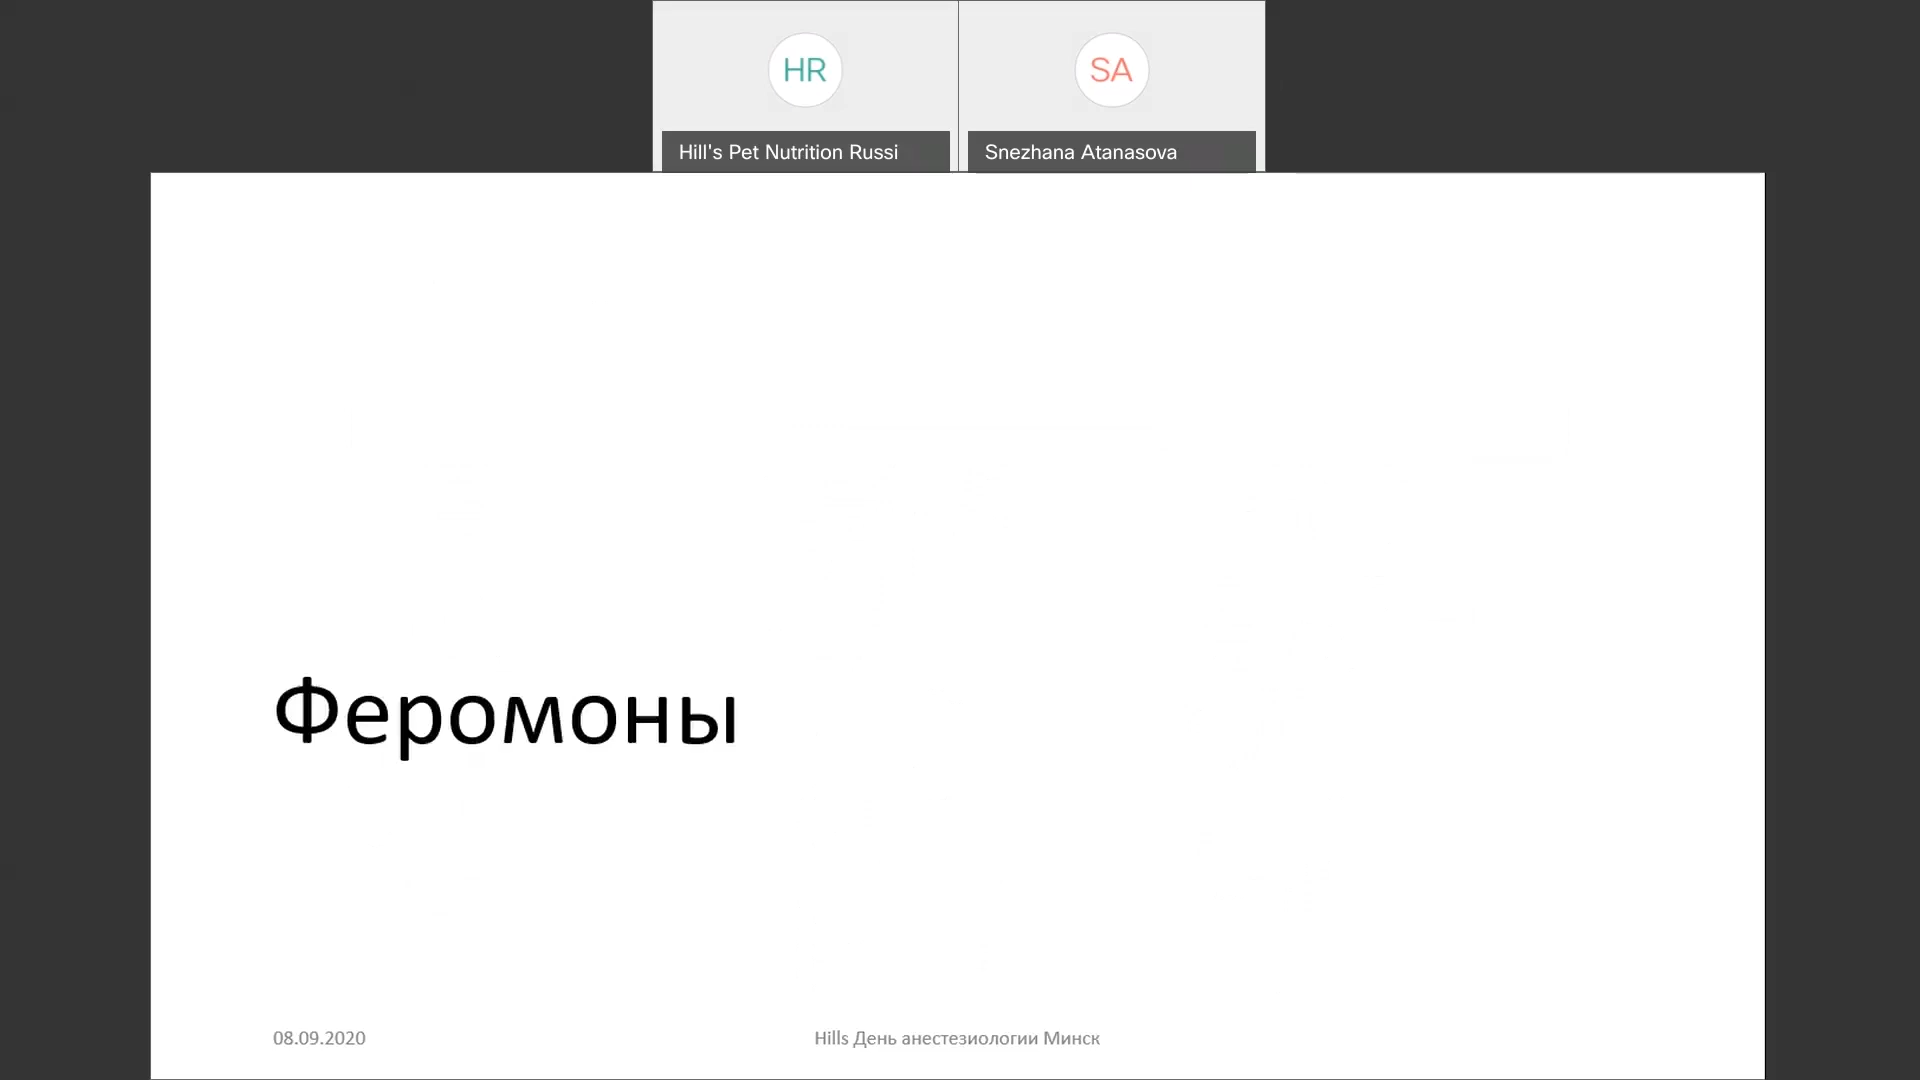 HR
SA
Hill's Pet Nutrition Russi
Snezhana Atanasova
Феромоны
08.09.2020
Hills День анестезиологии Минск